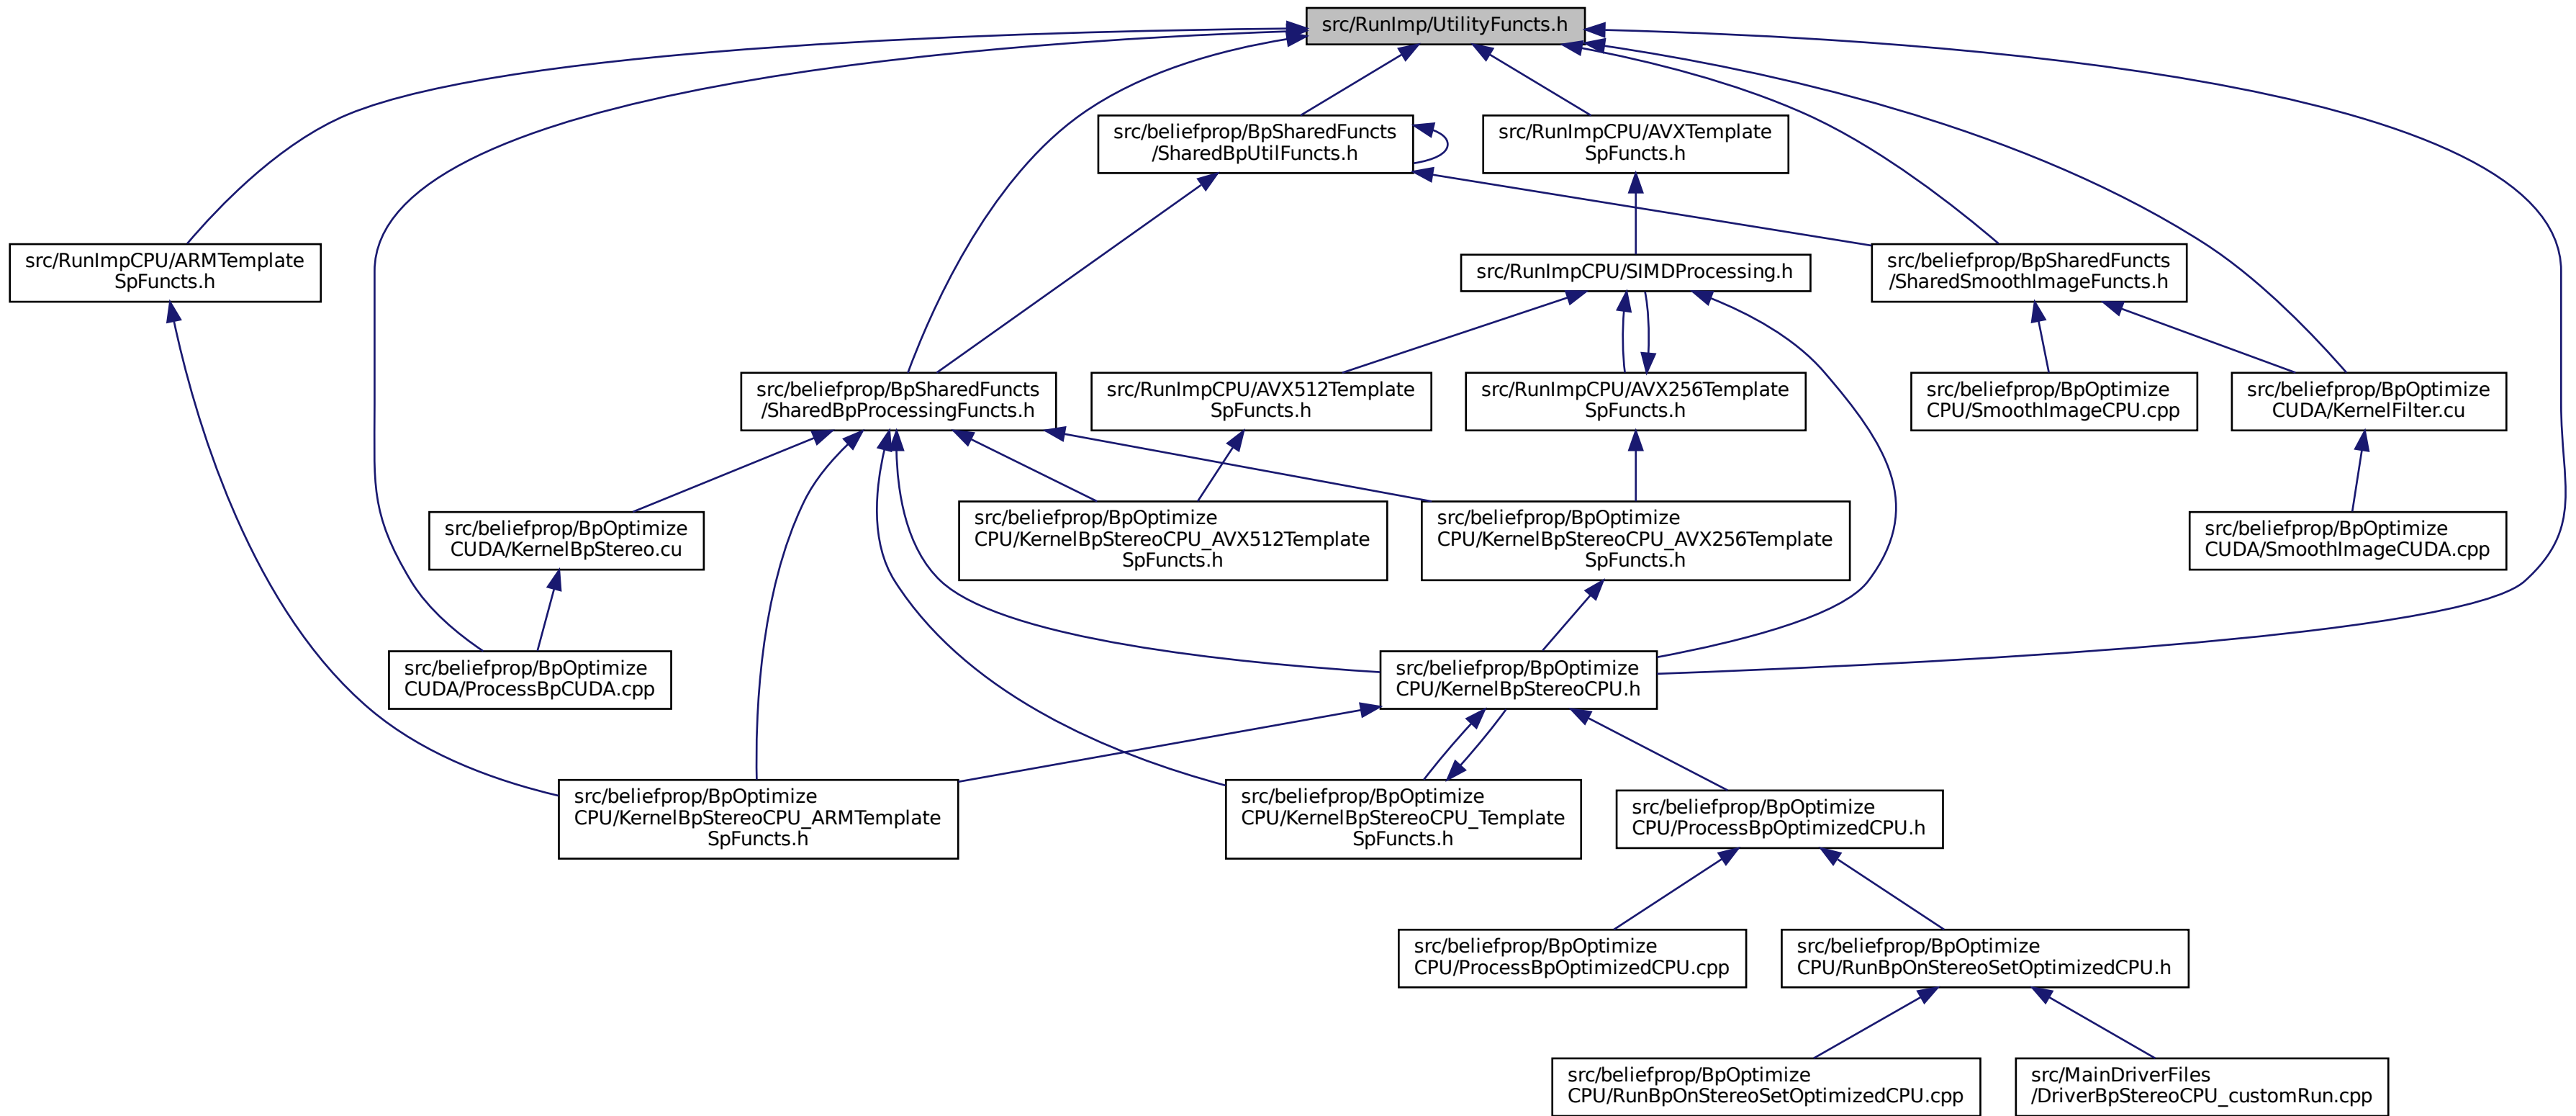 src/RunImp/UtilityFuncts.h
src/beliefprop/BpSharedFuncts
/SharedBpUtilFuncts.h
src/RunImpCPU/AVXTemplate
SpFuncts.h
src/RunImpCPU/ARMTemplate
SpFuncts.h
src/RunImpCPU/SIMDProcessing.h
src/beliefprop/BpSharedFuncts
/SharedSmoothImageFuncts.h
src/beliefprop/BpSharedFuncts
/SharedBpProcessingFuncts.h
src/RunImpCPU/AVX512Template
SpFuncts.h
src/RunImpCPU/AVX256Template
SpFuncts.h
src/beliefprop/BpOptimize
CPU/SmoothImageCPU.cpp
src/beliefprop/BpOptimize
CUDA/KernelFilter.cu
src/beliefprop/BpOptimize
CUDA/KernelBpStereo.cu
src/beliefprop/BpOptimize
CPU/KernelBpStereoCPU_AVX512Template
SpFuncts.h
src/beliefprop/BpOptimize
CPU/KernelBpStereoCPU_AVX256Template
SpFuncts.h
src/beliefprop/BpOptimize
CUDA/SmoothImageCUDA.cpp
src/beliefprop/BpOptimize
CUDA/ProcessBpCUDA.cpp
src/beliefprop/BpOptimize
CPU/KernelBpStereoCPU.h
src/beliefprop/BpOptimize
CPU/KernelBpStereoCPU_ARMTemplate
SpFuncts.h
src/beliefprop/BpOptimize
CPU/KernelBpStereoCPU_Template
SpFuncts.h
src/beliefprop/BpOptimize
CPU/ProcessBpOptimizedCPU.h
src/beliefprop/BpOptimize
CPU/ProcessBpOptimizedCPU.cpp
src/beliefprop/BpOptimize
CPU/RunBpOnStereoSetOptimizedCPU.h
src/beliefprop/BpOptimize
CPU/RunBpOnStereoSetOptimizedCPU.cpp
src/MainDriverFiles
/DriverBpStereoCPU_customRun.cpp